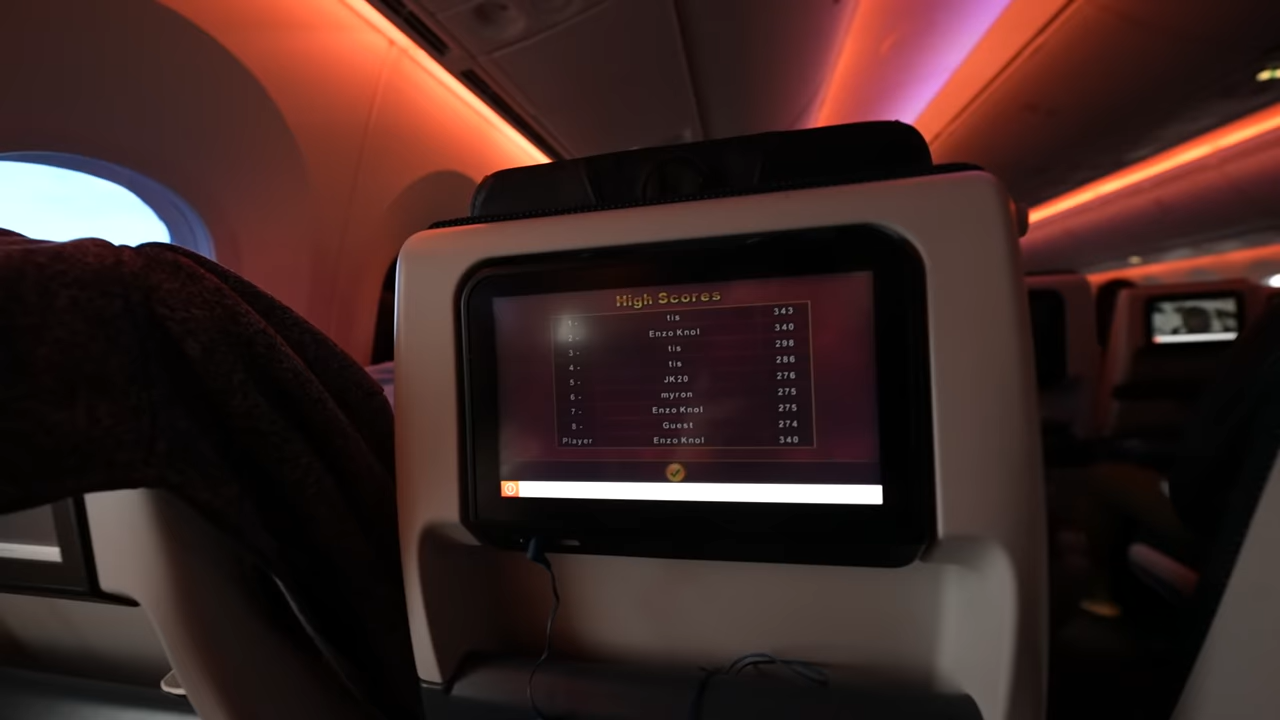 High Scores
1 - tis 343
2 - Enzo Knol 340
3 - tis 298
4 - tis 286
5 - JK20 276
6 - myron 275
7 - Enzo Knol 275
8 - Guest 274
Player Enzo Knol 340